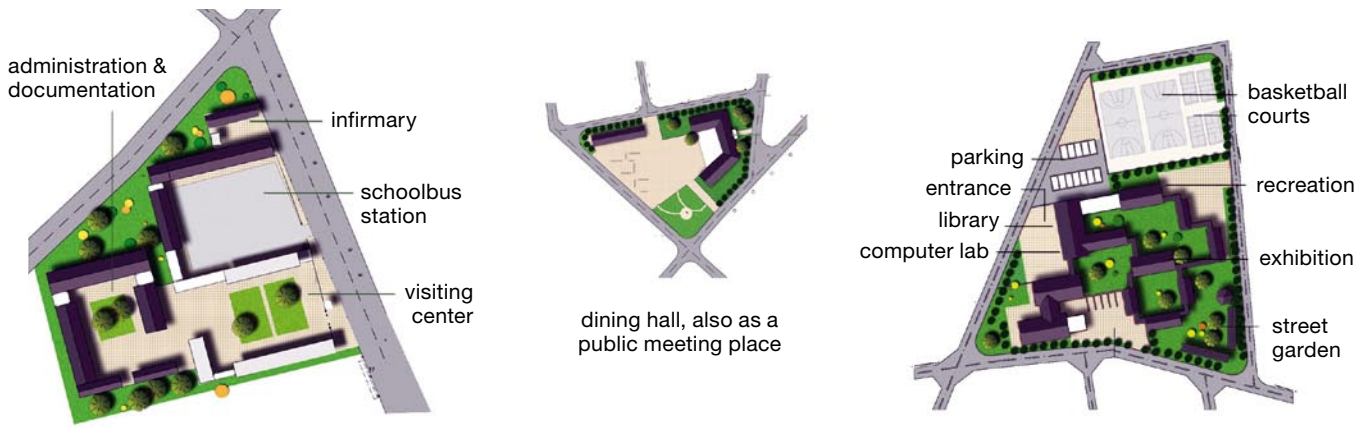 administration &
documentation
infirmary
schoolbus
station
visiting
center
dining hall, also as a
public meeting place
parking
entrance
library
computer lab
basketball
courts
recreation
exhibition
street
garden